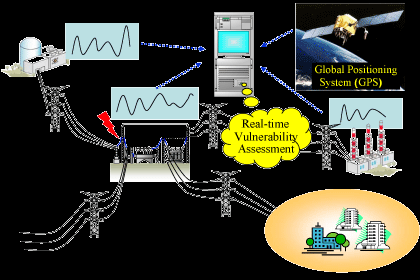 Global Positioning
System (GPS)
Real-time
Vulnerability
Assessment